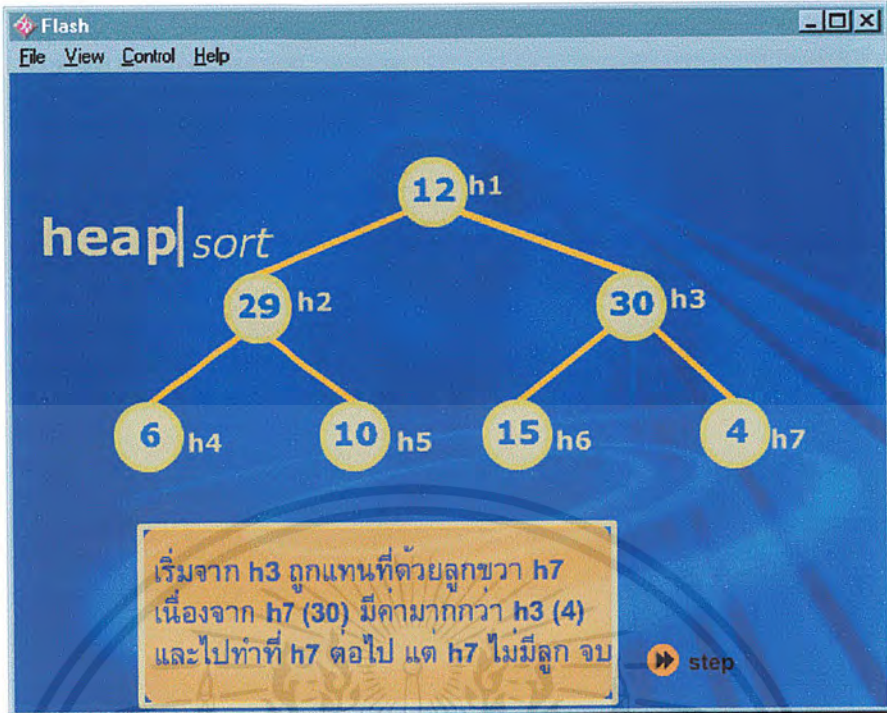 Flash
File View Control Help
12 h1
heap sort
29 h2
30 h3
6 h4
10 h5
15 h6
4 h7
เริ่มจาก h3 ถูกแทนที่ด้วยลูกขวา h7
เนื่องจาก h7 (30) มีค่ามากกว่า h3 (4)
และไปทำที่ h7 ต่อไป แต่ h7 ไม่มีลูก จบ
step